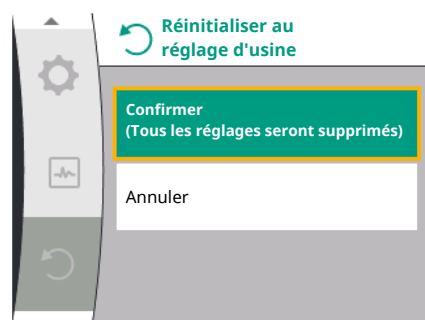 Réinitialiser au
réglage d'usine
Confirmer
(Tous les réglages seront supprimés)
Annuler